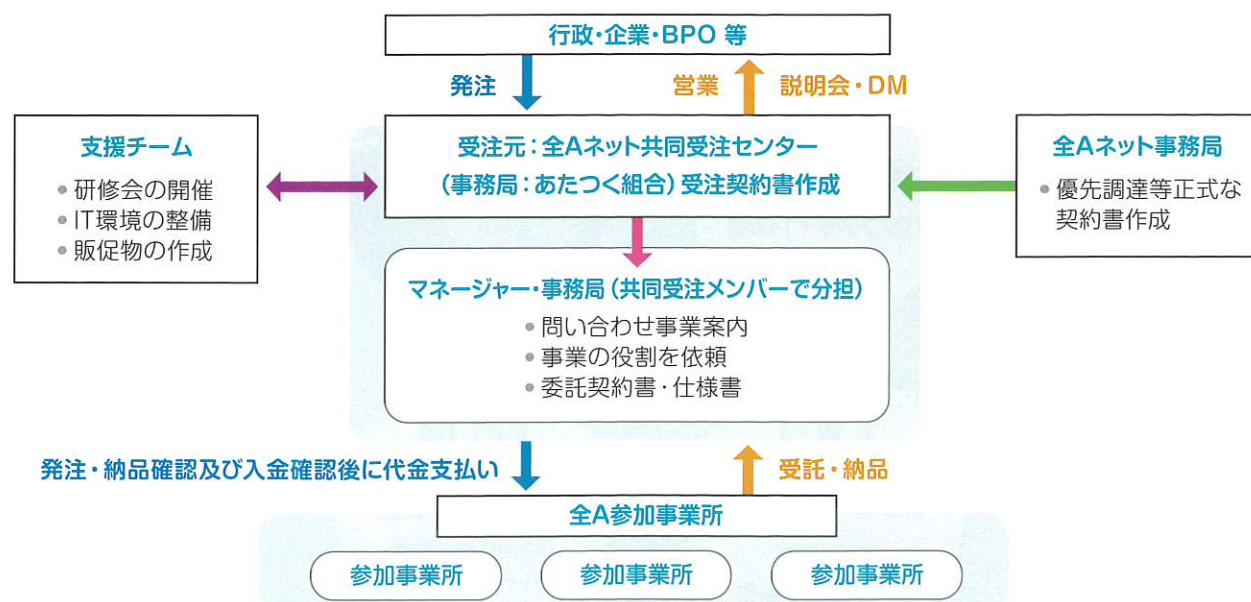 行政・企業・BPO 等
発注
営業
説明会・DM
支援チーム
研修会の開催
IT環境の整備
販促物の作成
受注元：全Aネット共同受注センター
（事務局：あたつく組合）受注契約書作成
全Aネット事務局
優先調達等正式な
契約書作成
マネージャー・事務局（共同受注メンバーで分担）
問い合わせ事業案内
事業の役割を依頼
委託契約書・仕様書
発注・納品確認及び入金確認後に代金支払い
受託・納品
全A参加事業所
参加事業所
参加事業所
参加事業所